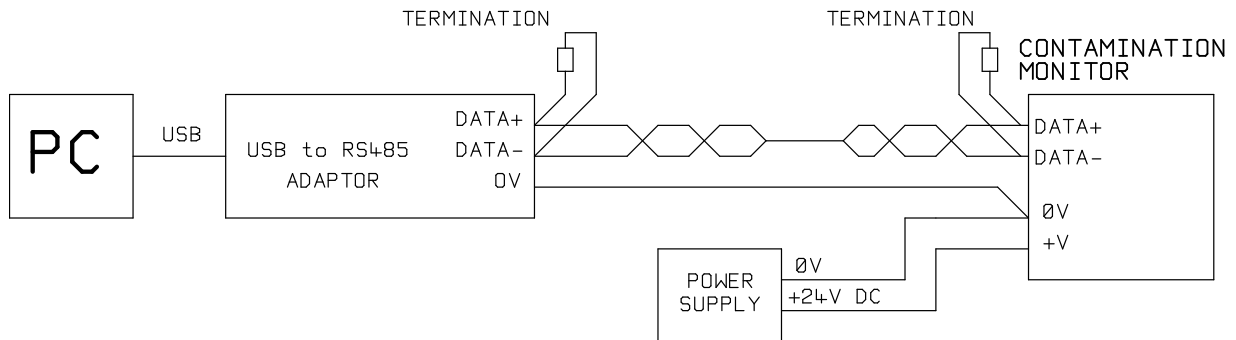 TERMINATION
TERMINATION
CONTAMINATION
MONITOR
PC
USB
USB to RS485
ADAPTOR
DATA+
DATA-
0V
DATA+
DATA-
0V
+V
POWER
SUPPLY
0V
+24V DC